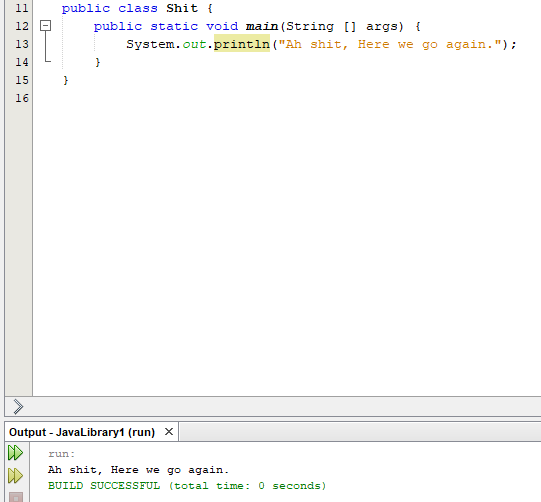 11 public class Shit {
12 public static void main(String [] args) {
13 System.out.println("Ah shit, Here we go again.");
14 }
15 }
16
Output - JavaLibrary1 (run) ×
run:
Ah shit, Here we go again.
BUILD SUCCESSFUL (total time: 0 seconds)